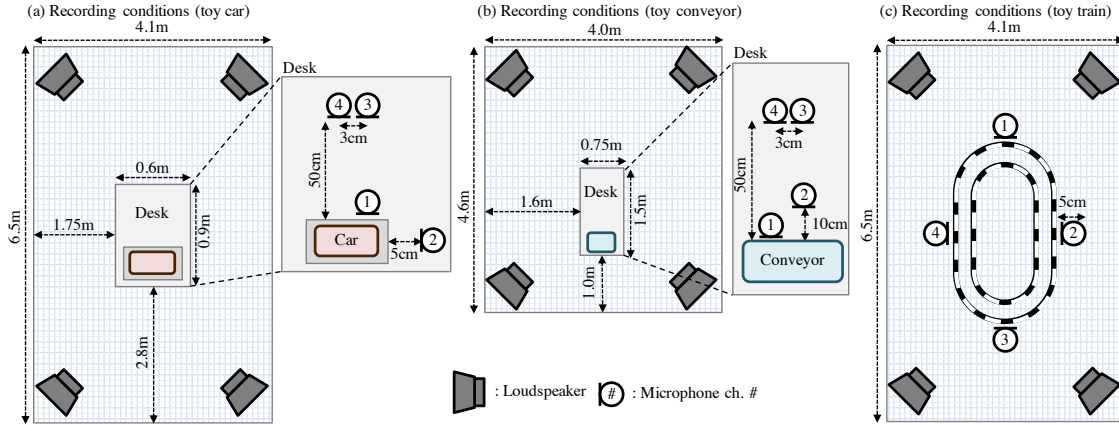 (a) Recording conditions (toy car)
4.1m
6.5m
0.6m
Desk
0.9m
1.75m
2.8m
Desk
4
3
3cm
50cm
1
Car
2
5cm
(b) Recording conditions (toy conveyor)
4.0m
4.6m
0.75m
Desk
1.5m
1.6m
1.0m
Desk
4
3
3cm
50cm
2
1
10cm
Conveyor
(c) Recording conditions (toy train)
4.1m
6.5m
1
5cm
4
2
3
: Loudspeaker
# : Microphone ch. #